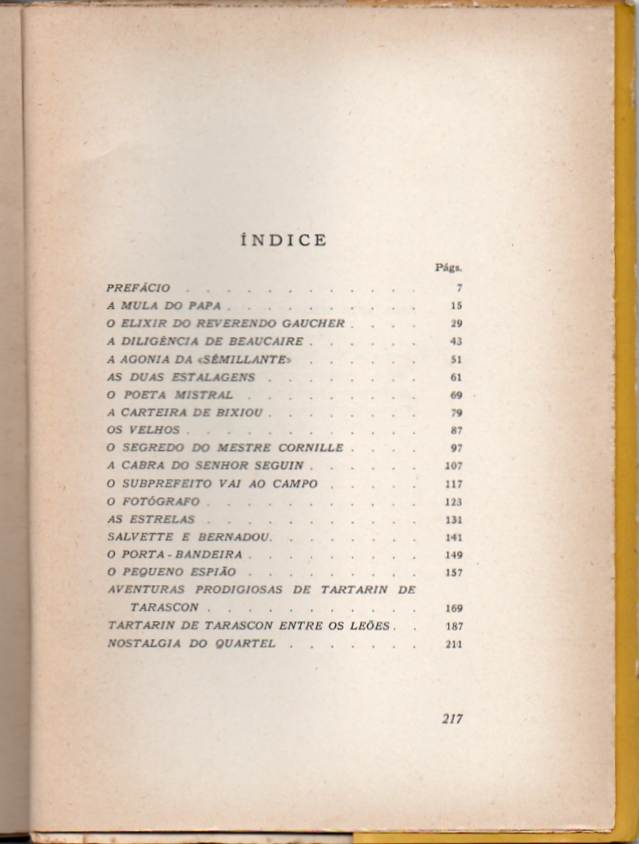 ÍNDICE
Págs.
PREFÁCIO . . . . . . . . . . . . 7
A MULA DO PAPA . . . . . . . . . . 15
O ELIXIR DO REVERENDO GAUCHER . . . . 29
A DILIGÊNCIA DE BEAUCAIRE . . . . . . 43
A AGONIA DA «SÉMILLANTE» . . . . . . 51
AS DUAS ESTALAGENS . . . . . . . . 61
O POETA MISTRAL . . . . . . . . . 69
A CARTEIRA DE BIXIOU . . . . . . . . 79
OS VELHOS . . . . . . . . . . . . 87
O SEGREDO DO MESTRE CORNILLE . . . . 97
A CABRA DO SENHOR SEGUIN . . . . . . 107
O SUBPREFEITO VAI AO CAMPO . . . . . 117
O FOTÓGRAFO . . . . . . . . . . . 123
AS ESTRELAS . . . . . . . . . . . 131
SALVETTE E BERNADOU. . . . . . . . 141
O PORTA-BANDEIRA . . . . . . . . . 149
O PEQUENO ESPIÃO . . . . . . . . . 157
AVENTURAS PRODIGIOSAS DE TARTARIN DE
TARASCON . . . . . . . . . . . 169
TARTARIN DE TARASCON ENTRE OS LEÕES . . 187
NOSTALGIA DO QUARTEL . . . . . . . 211
217